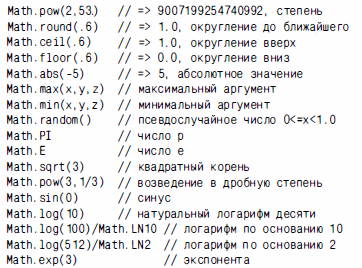 Math.pow(2,53)  // => 9007199254740992, степень
Math.round(.6)  // => 1.0, округление до ближайшего
Math.ceil(.6)   // => 1.0, округление вверх
Math.floor(.6)  // => 0.0, округление вниз
Math.abs(-5)    // => 5, абсолютное значение
Math.max(x,y,z) // максимальный аргумент
Math.min(x,y,z) // минимальный аргумент
Math.random()   // псевдослучайное число 0<=x<1.0
Math.PI         // число p
Math.E          // число e
Math.sqrt(3)    // квадратный корень
Math.pow(3,1/3) // возведение в дробную степень
Math.sin(0)     // синус
Math.log(10)    // натуральный логарифм десяти
Math.log(100)/Math.LN10 // логарифм по основанию 10
Math.log(512)/Math.LN2  // логарифм по основанию 2
Math.exp(3)             // экспонента